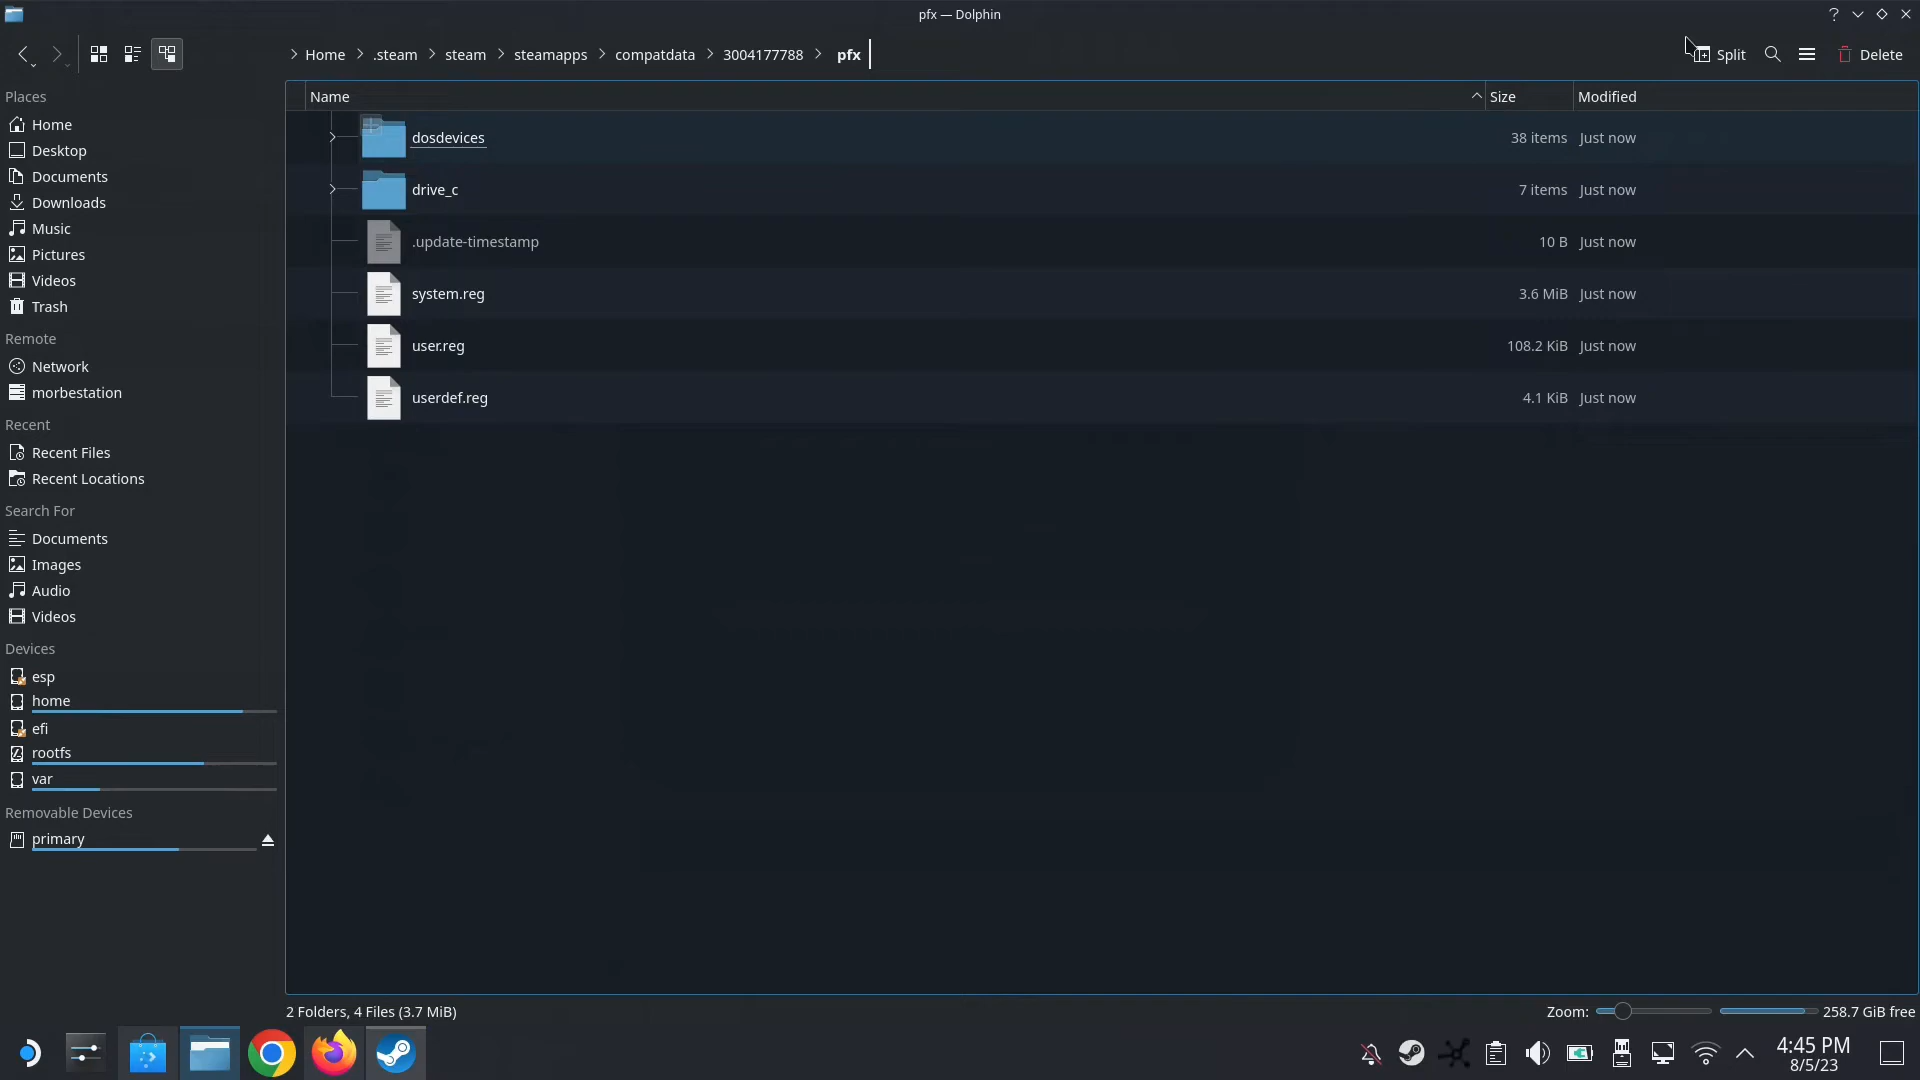 pfx — Dolphin
Home .steam steam steamapps compatdata 3004177788 pfx
Split
Delete
Places
Home
Desktop
Documents
Downloads
Music
Pictures
Videos
Trash
Remote
Network
morbestation
Recent
Recent Files
Recent Locations
Search For
Documents
Images
Audio
Videos
Devices
esp
home
efi
rootfs
var
Removable Devices
primary
Name Size Modified
dosdevices 38 items Just now
drive_c 7 items Just now
.update-timestamp 10 B Just now
system.reg 3.6 MiB Just now
user.reg 108.2 KiB Just now
userdef.reg 4.1 KiB Just now
2 Folders, 4 Files (3.7 MiB)
Zoom:
258.7 GiB free
4:45 PM
8/5/23